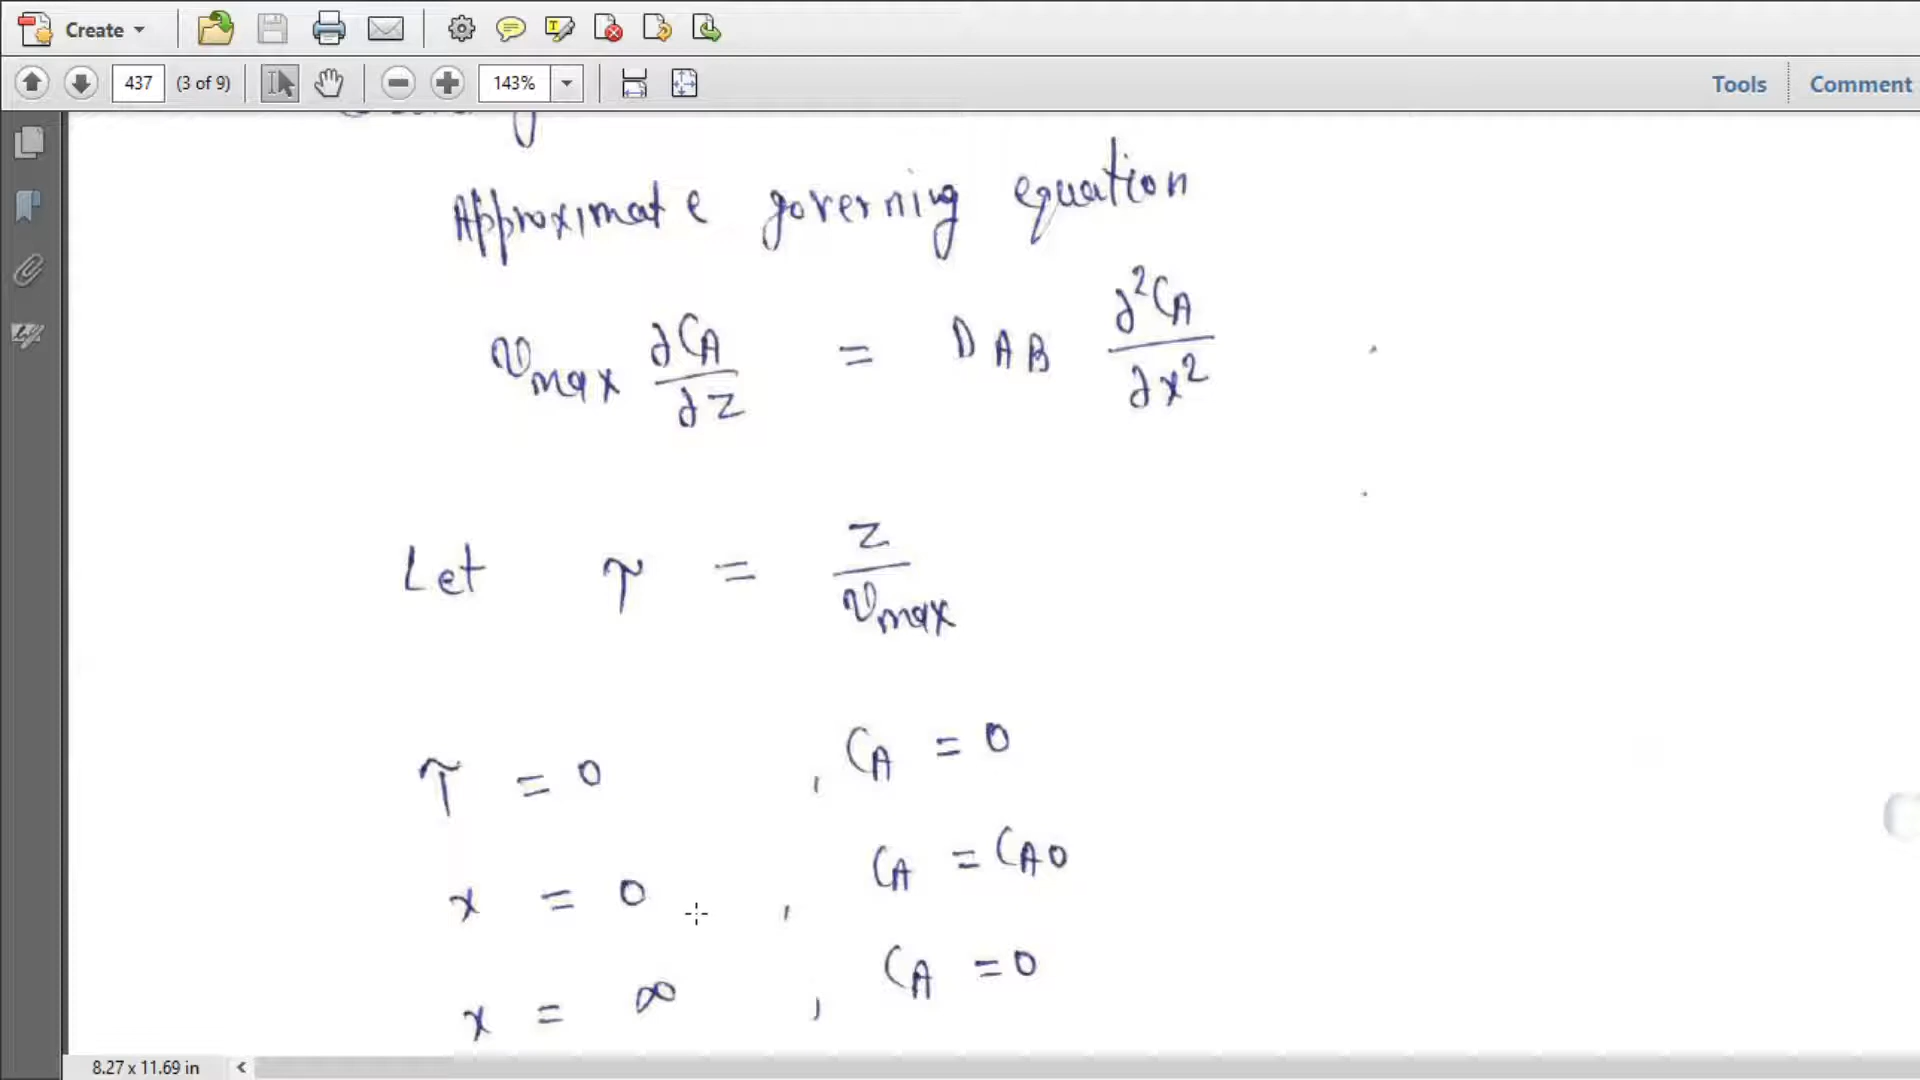 Create
437 (3 of 9) 143% Tools Comment
Approximate governing equation
v_max ∂C_A/∂z = D_AB ∂²C_A/∂x²
Let τ = z/v_max
τ = 0 , C_A = 0
x = 0 , C_A = C_A0
x = ∞ , C_A = 0
8.27 x 11.69 in